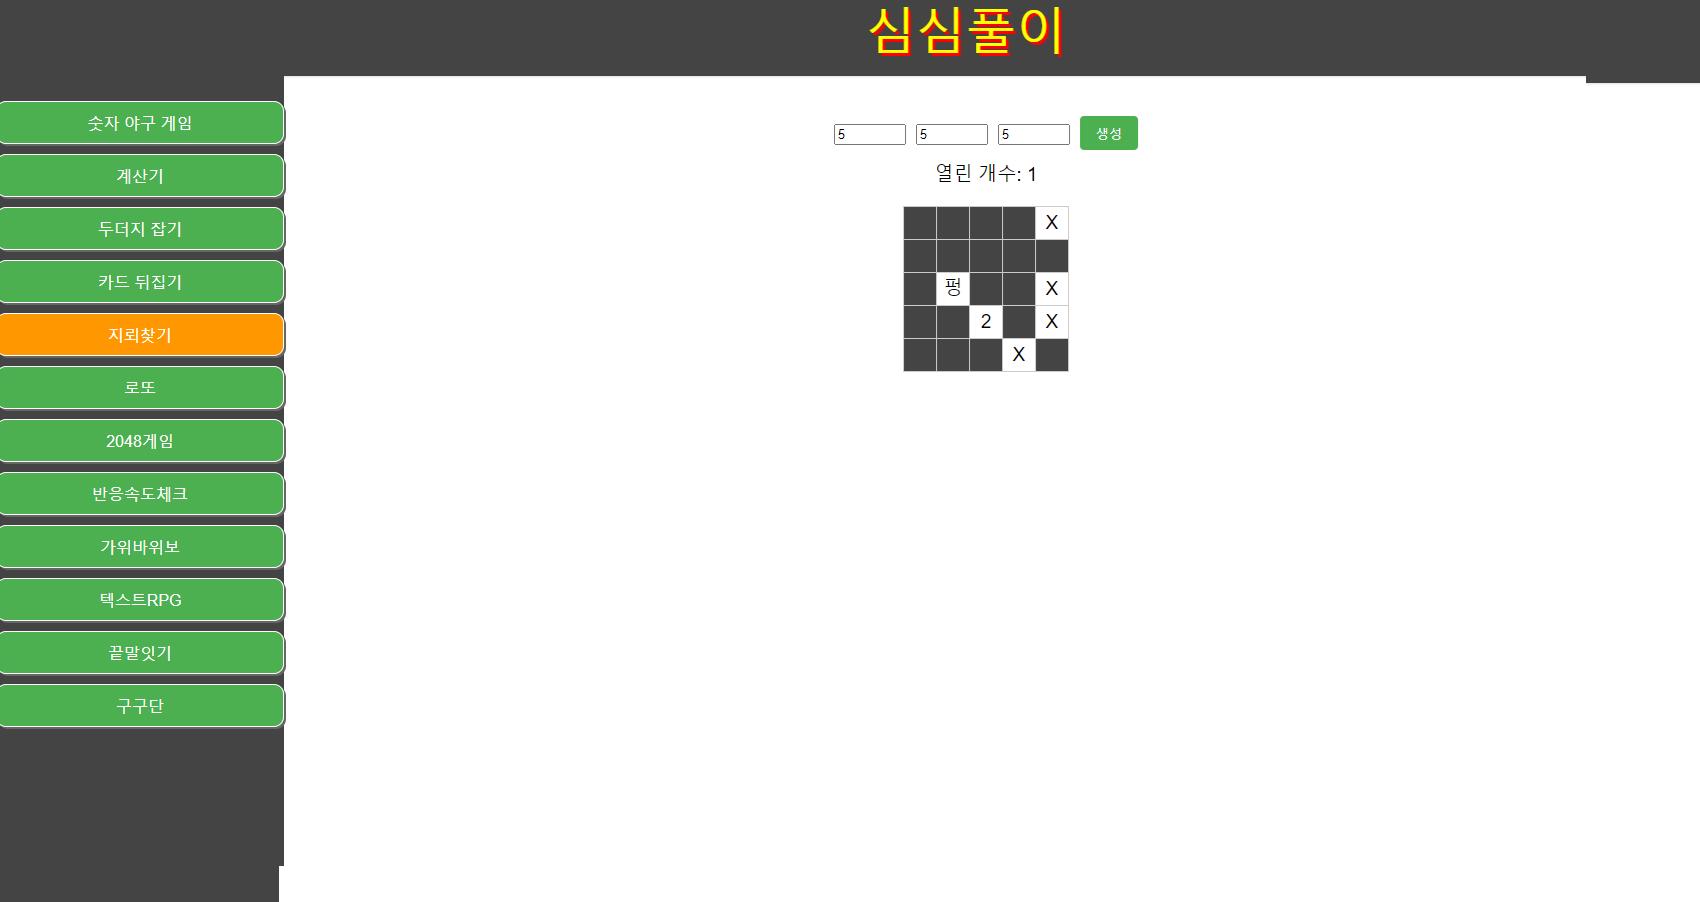 심심풀이
숫자 야구 게임
계산기
두더지 잡기
카드 뒤집기
지뢰찾기
로또
2048게임
반응속도체크
가위바위보
텍스트RPG
끝말잇기
구구단
5 5 5 생성
열린 개수: 1
X
펑 X
2 X
X